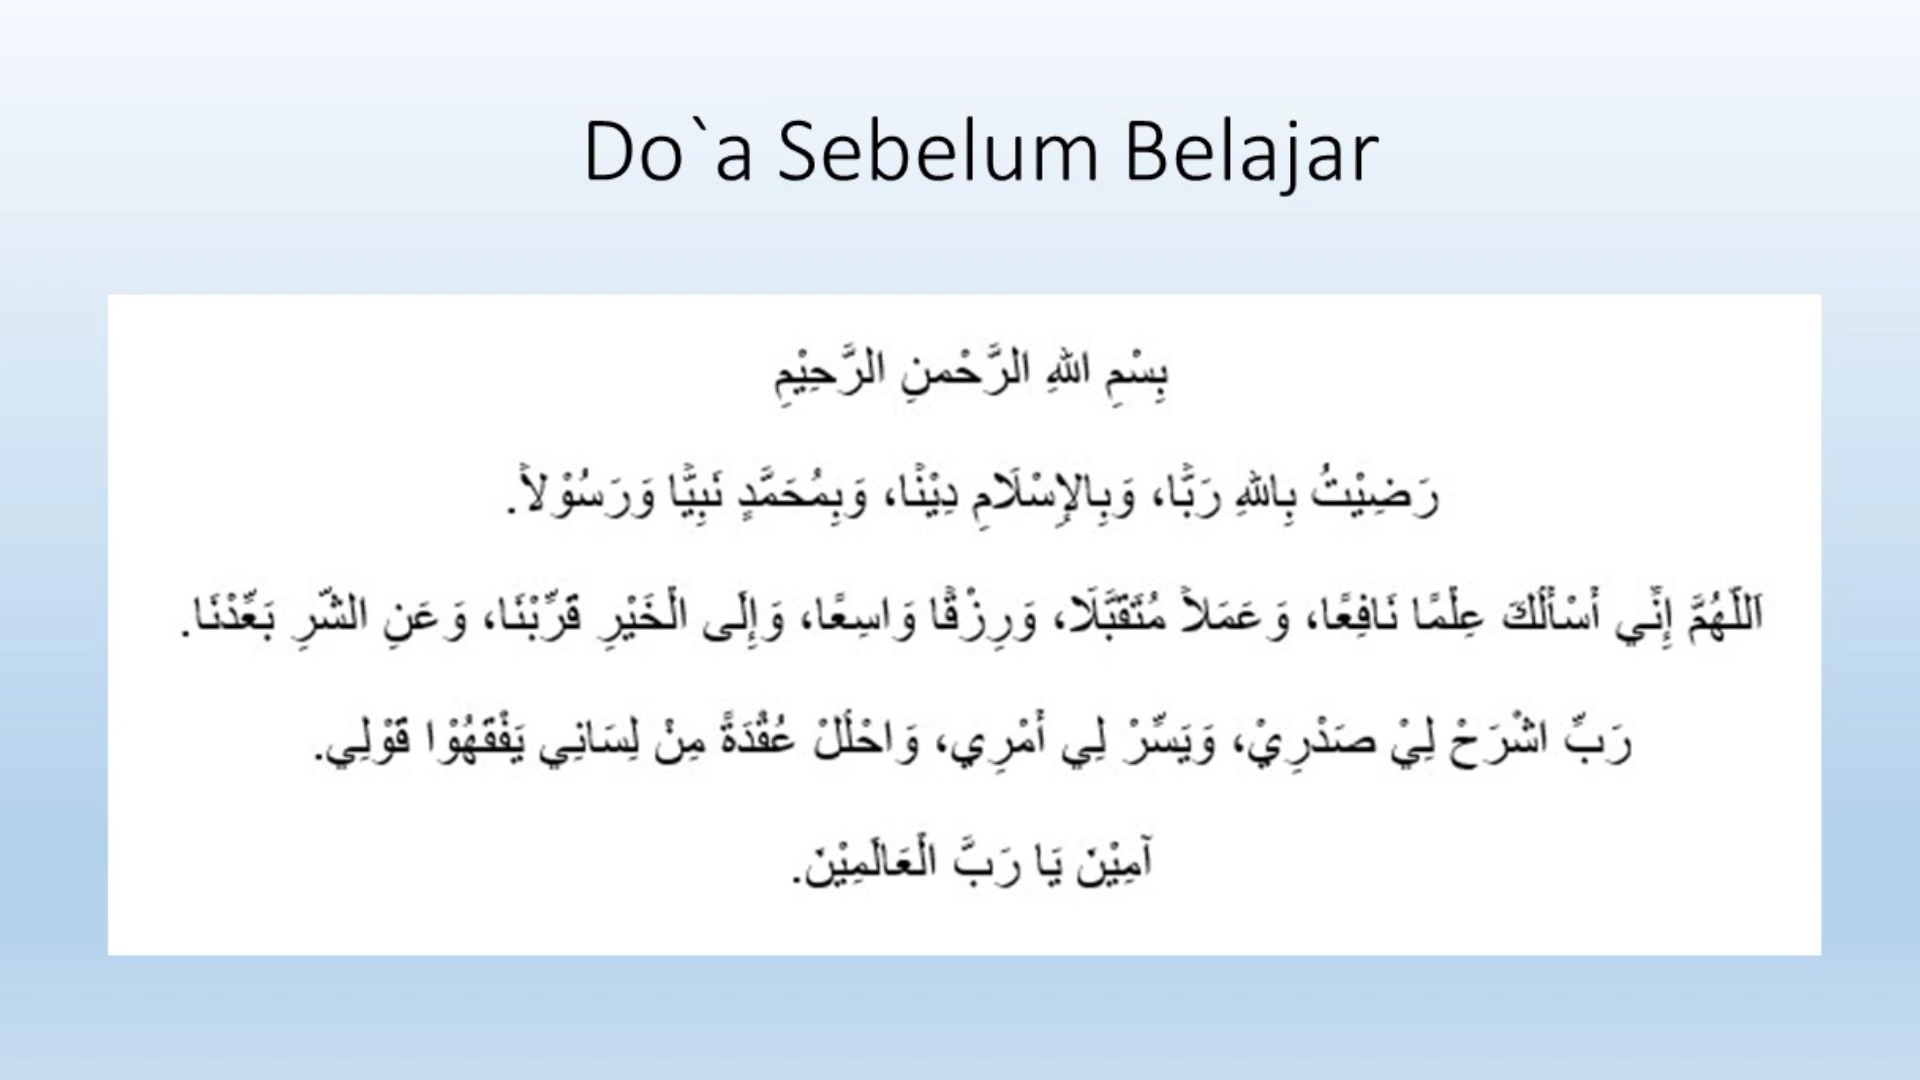 Do`a Sebelum Belajar
بِسْمِ اللهِ الرَّحْمنِ الرَّحِيْمِ
رَضِيْتُ بِاللهِ رَبًّا، وَبِالإِسْلَامِ دِيْنًا، وَبِمُحَمَّدٍ نَبِيًّا وَرَسُوْلاً.
اَللّٰهُمَّ إِنِّي أَسْأَلُكَ عِلْمًا نَافِعًا، وَعَمَلاً مُتَقَبَّلًا، وَرِزْقًا وَاسِعًا، وَإِلَى الْخَيْرِ قَرِّبْنَا، وَعَنِ الشَّرِ بَعِّدْنَا.
رَبِّ اشْرَحْ لِيْ صَدْرِيْ، وَيَسِّرْ لِي أَمْرِي، وَاحْلُلْ عُقْدَةً مِنْ لِسَانِي يَفْقَهُوْا قَوْلِي.
آمِيْنَ يَا رَبَّ الْعَالَمِيْنَ.